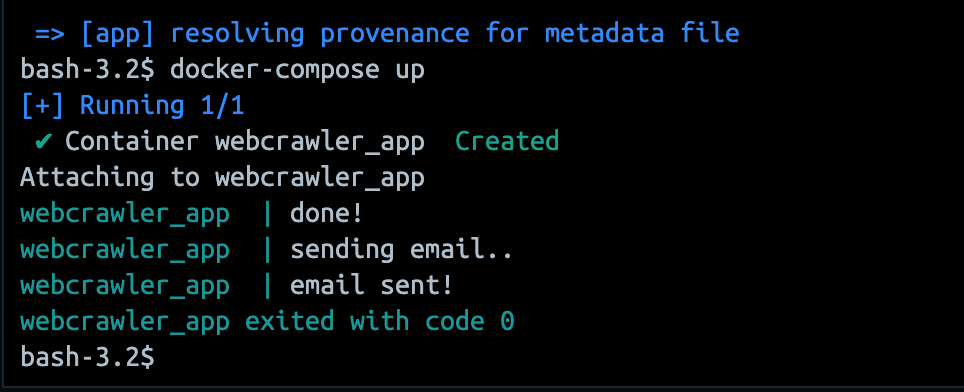 => [app] resolving provenance for metadata file
bash-3.2$ docker-compose up
[+] Running 1/1
✔ Container webcrawler_app  Created
Attaching to webcrawler_app
webcrawler_app  | done!
webcrawler_app  | sending email..
webcrawler_app  | email sent!
webcrawler_app exited with code 0
bash-3.2$